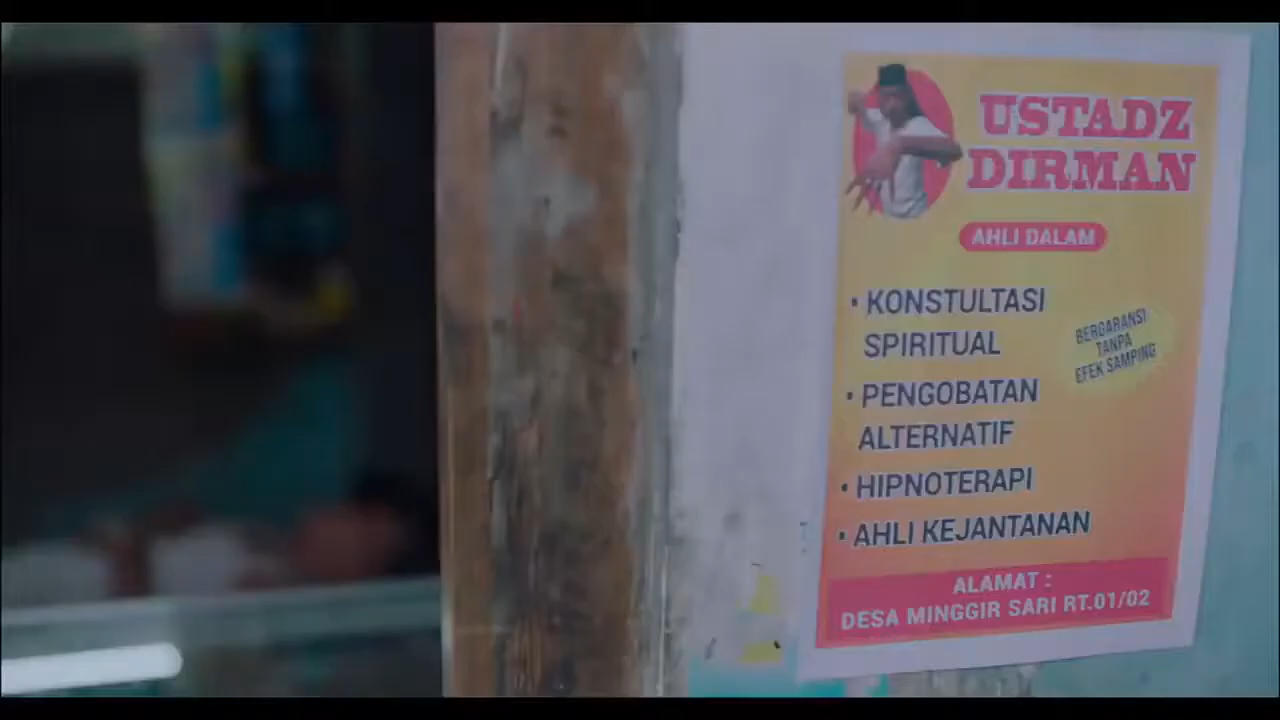 USTADZ
DIRMAN
AHLI DALAM
• KONSTULTASI
SPIRITUAL
BERGARANSI
TANPA
EFEK SAMPING
• PENGOBATAN
ALTERNATIF
• HIPNOTERAPI
• AHLI KEJANTANAN
ALAMAT :
DESA MINGGIR SARI RT.01/02